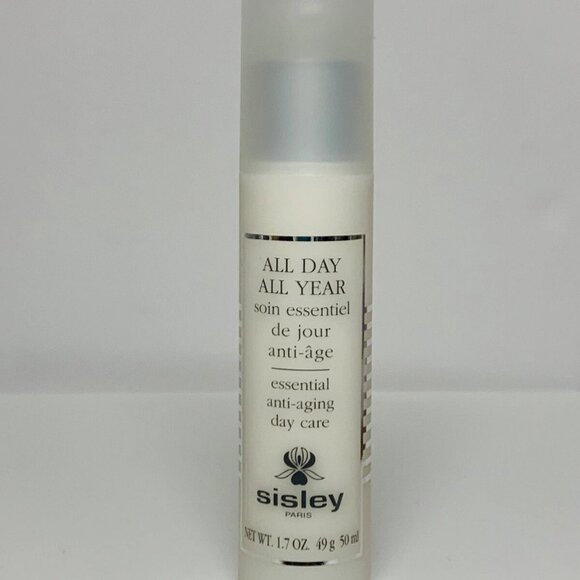 ALL DAY
ALL YEAR
soin essentiel
de jour
anti-âge
essential
anti-aging
day care
sisley
PARIS
NET WT. 1.7 OZ. 49 g 50 ml